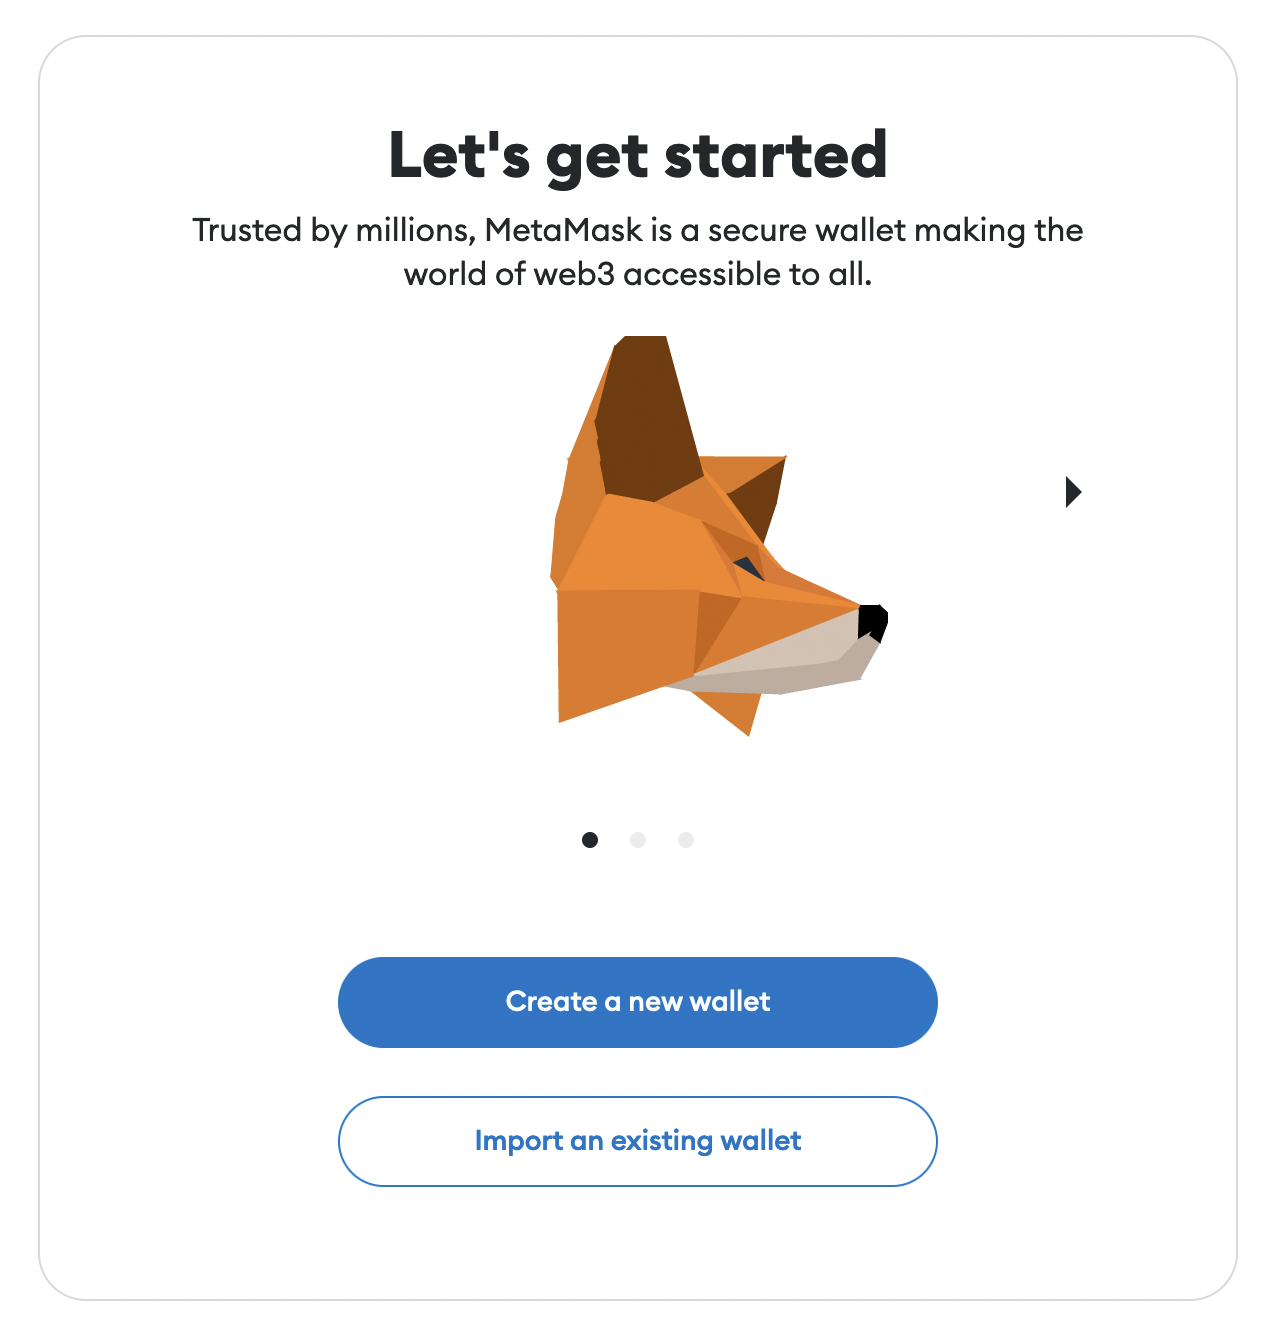 Let's get started
Trusted by millions, MetaMask is a secure wallet making the
world of web3 accessible to all.
Create a new wallet
Import an existing wallet